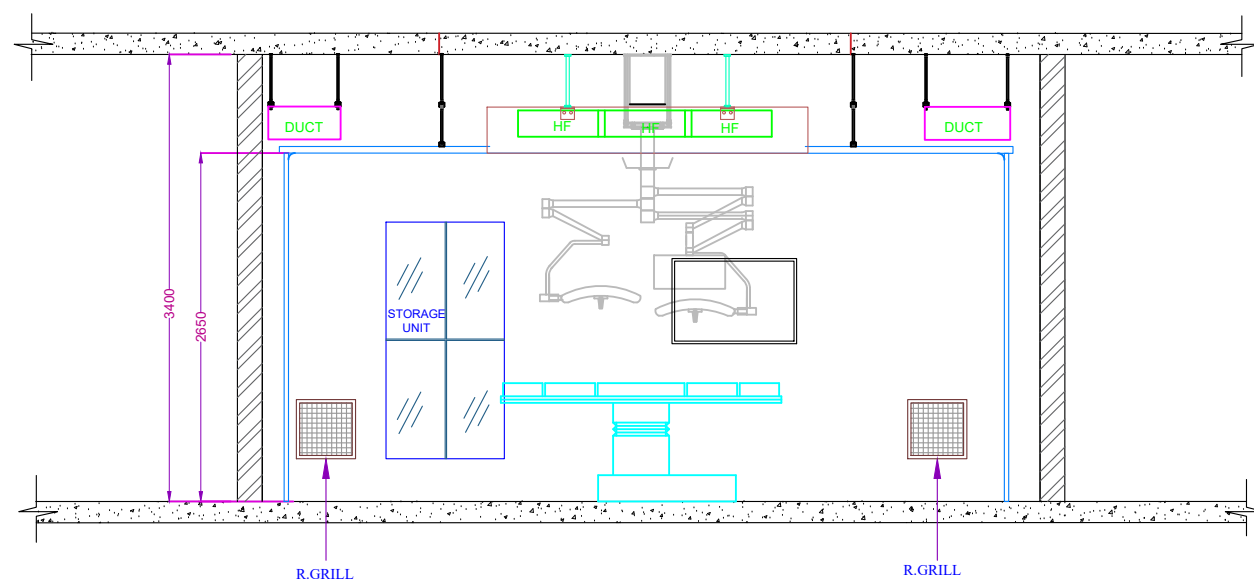 DUCT
HF
HF
HF
DUCT
3400
2650
STORAGE
UNIT
R.GRILL
R.GRILL